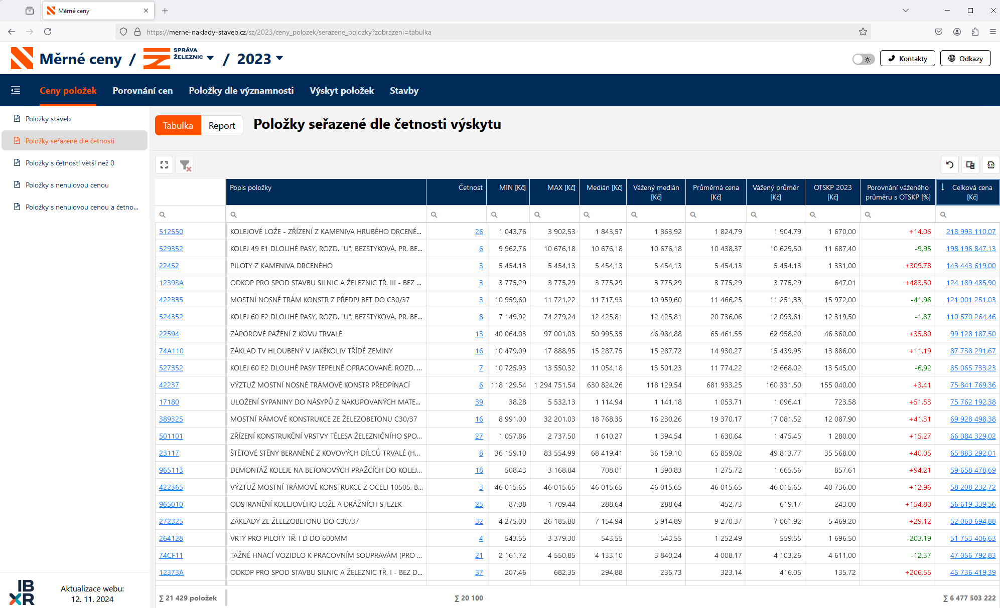 Měrné ceny
https://merne-naklady-staveb.cz/sz/2023/ceny_polozek/serazene_polozky?zobrazeni=tabulka
Měrné ceny / SPRÁVA ŽELEZNIC / 2023
Kontakty
Odkazy
Ceny položek
Porovnání cen
Položky dle významnosti
Výskyt položek
Stavby
Položky staveb
Položky seřazené dle četnosti
Položky s četností větší než 0
Položky s nenulovou cenou
Položky s nenulovou cenou a četno...
Tabulka
Report
Položky seřazené dle četnosti výskytu
XLSX
Popis položky Četnost MIN [Kč] MAX [Kč] Medián [Kč] Vážený medián [Kč] Průměrná cena [Kč] Vážený průměr [Kč] OTSKP 2023 [Kč] Porovnání váženého průměru s OTSKP [%] Celková cena [Kč]
512550 KOLEJOVÉ LOŽE - ZŘÍZENÍ Z KAMENIVA HRUBÉHO DRCENÉ... 26 1 043,76 3 902,53 1 843,57 1 863,92 1 824,79 1 904,79 1 670,00 +14,06 218 993 110,07
529352 KOLEJ 49 E1 DLOUHÉ PASY, ROZD. "U", BEZSTYKOVÁ, PR. BE... 6 9 962,76 10 676,18 10 676,18 10 676,18 10 438,37 10 629,50 11 687,40 -9,95 198 196 847,13
22452 PILOTY Z KAMENIVA DRCENÉHO 3 5 454,13 5 454,13 5 454,13 5 454,13 5 454,13 5 454,13 1 331,00 +309,78 143 443 619,00
12393A ODKOP PRO SPOD STAVBU SILNIC A ŽELEZNIC TŘ. III - BEZ ... 3 3 775,29 3 775,29 3 775,29 3 775,29 3 775,29 3 775,29 647,01 +483,50 124 189 485,90
422335 MOSTNÍ NOSNÉ TRÁM KONSTR Z PŘEDPJ BET DO C30/37 3 10 959,60 11 721,22 11 717,93 10 959,60 11 466,25 11 251,33 15 972,00 -41,96 121 001 251,03
524352 KOLEJ 60 E2 DLOUHÉ PASY, ROZD. "U", BEZSTYKOVÁ, PR. BE... 8 7 149,92 74 279,24 12 425,81 12 425,81 20 736,06 12 093,61 12 319,50 -1,87 110 570 264,46
22594 ZÁPOROVÉ PAŽENÍ Z KOVU TRVALÉ 13 40 064,03 97 001,03 50 995,35 46 984,88 65 461,55 62 958,20 46 360,00 +35,80 99 128 187,50
74A110 ZÁKLAD TV HLOUBENÝ V JAKÉKOLIV TŘÍDĚ ZEMINY 16 10 479,09 17 888,95 15 287,75 15 287,72 14 930,27 15 439,95 13 886,00 +11,19 87 738 291,67
527352 KOLEJ 60 E2 DLOUHÉ PASY TEPELNĚ OPRACOVANÉ, ROZD. ... 7 10 725,93 13 550,32 11 054,18 13 501,23 11 774,22 12 668,02 13 545,00 -6,92 85 065 733,23
42237 VÝZTUŽ MOSTNÍ NOSNÉ TRÁMOVÉ KONSTR PŘEDPÍNACÍ 6 118 129,54 1 294 751,54 630 824,26 118 129,54 681 933,25 160 331,50 155 040,00 +3,41 75 841 769,36
17180 ULOŽENÍ SYPANINY DO NÁSYPŮ Z NAKUPOVANÝCH MATE... 39 38,28 5 532,13 1 114,94 1 141,18 1 053,71 1 096,41 723,58 +51,53 75 762 192,38
389325 MOSTNÍ RÁMOVÉ KONSTRUKCE ZE ŽELEZOBETONU C30/37 16 8 991,00 32 201,03 18 768,35 16 230,26 19 370,17 17 081,52 12 087,90 +41,31 69 928 498,38
501101 ZŘÍZENÍ KONSTRUKČNÍ VRSTVY TĚLESA ŽELEZNIČNÍHO SPO... 27 1 057,86 2 737,50 1 610,27 1 394,54 1 630,64 1 475,45 1 280,00 +15,27 66 084 329,02
23117 ŠTĚTOVÉ STĚNY BERANĚNÉ Z KOVOVÝCH DÍLCŮ TRVALÉ (H... 8 36 159,10 83 554,99 68 419,41 36 159,10 65 859,02 49 813,77 35 568,00 +40,05 65 883 292,01
965113 DEMONTÁŽ KOLEJE NA BETONOVÝCH PRAŽCÍCH DO KOLEJ... 18 508,43 3 168,84 708,01 1 390,83 1 275,72 1 665,56 857,61 +94,21 59 658 478,69
422365 VÝZTUŽ MOSTNÍ TRÁMOVÉ KONSTRUKCE Z OCELI 10505, B... 3 46 015,65 46 015,65 46 015,65 46 015,65 46 015,65 46 015,65 40 736,00 +12,96 58 208 232,72
965010 ODSTRANĚNÍ KOLEJOVÉHO LOŽE A DRÁŽNÍCH STEZEK 25 87,08 1 709,44 288,64 288,64 452,73 619,17 243,00 +154,80 56 619 339,56
272325 ZÁKLADY ZE ŽELEZOBETONU DO C30/37 32 4 275,00 26 185,80 7 154,94 5 914,89 9 270,37 7 061,92 5 469,20 +29,12 52 060 694,88
264128 VRTY PRO PILOTY TŘ. I D DO 600MM 4 543,55 3 379,30 543,55 543,55 1 252,49 559,55 1 696,50 -203,19 51 753 406,63
74CF11 TAŽNÉ HNACÍ VOZIDLO K PRACOVNÍM SOUPRAVÁM (PRO ... 21 2 161,72 4 550,85 4 133,10 3 840,24 4 008,17 4 103,26 4 611,00 -12,37 47 056 792,83
12373A ODKOP PRO SPOD STAVBU SILNIC A ŽELEZNIC TŘ. I - BEZ D... 37 207,46 682,35 294,88 235,73 323,14 416,05 135,72 +206,55 45 736 419,39
∑ 21 429 položek ∑ 20 100 ∑ 6 477 503 222
IBXR
Aktualizace webu:
12. 11. 2024